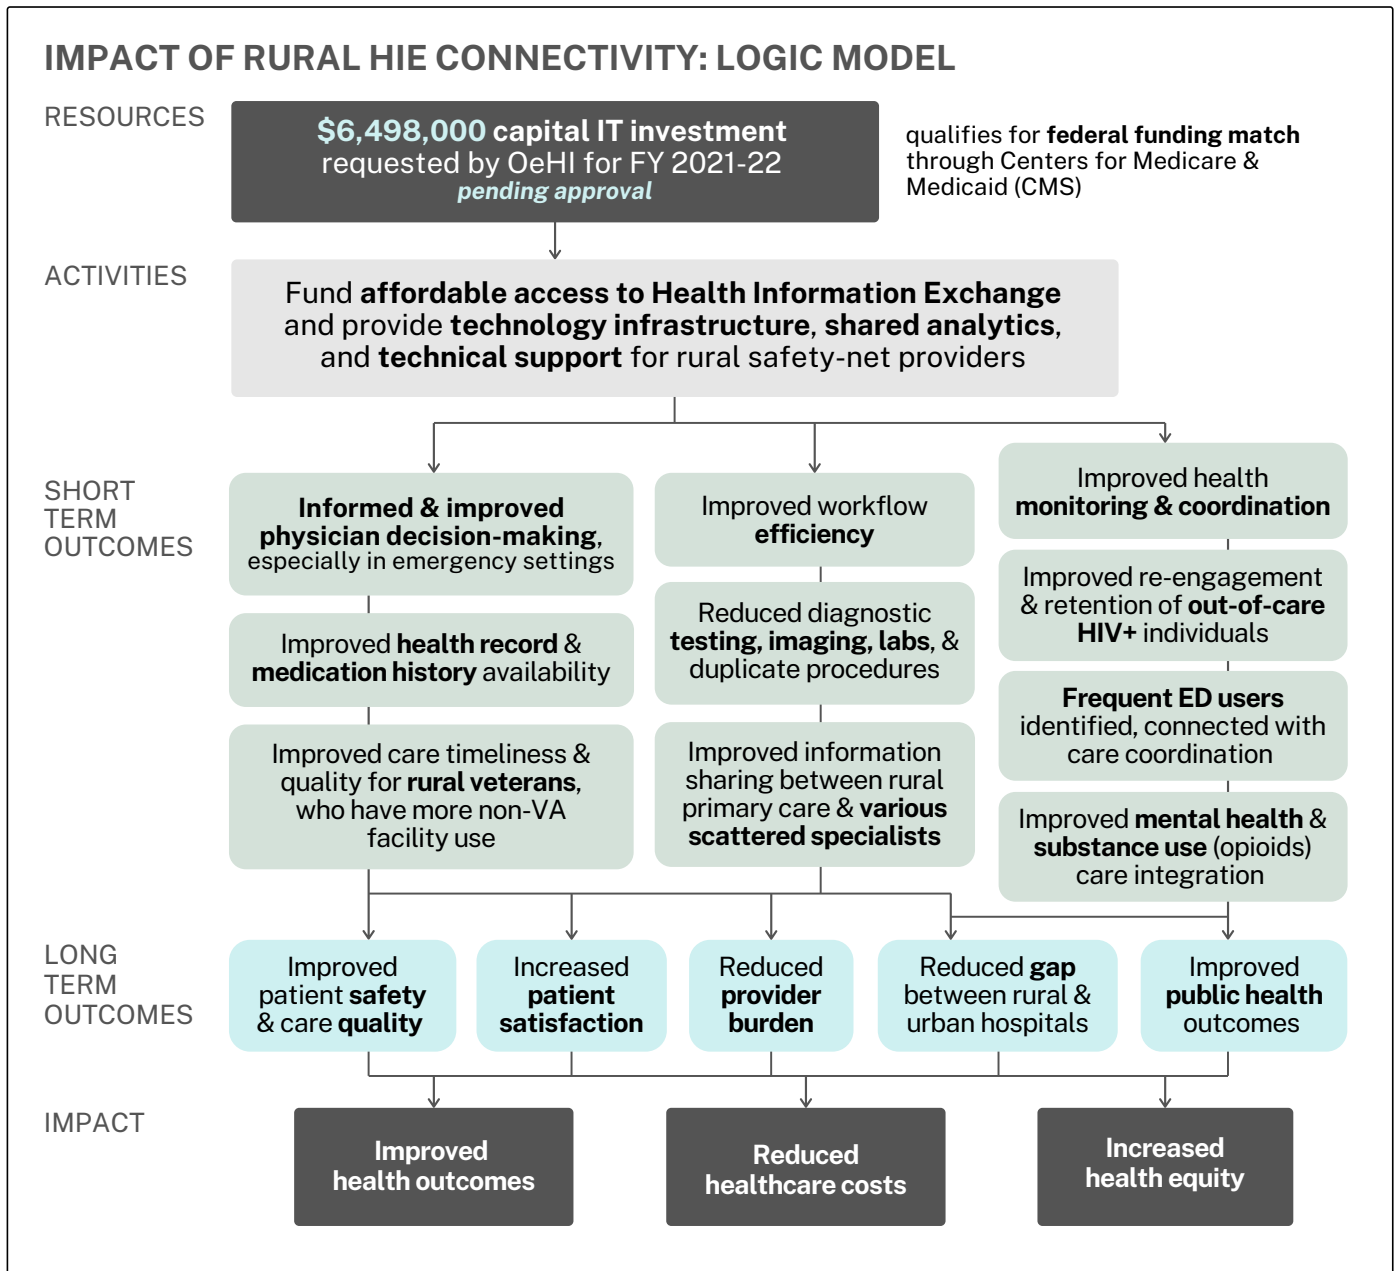 IMPACT OF RURAL HIE CONNECTIVITY: LOGIC MODEL
RESOURCES
$6,498,000 capital IT investment
requested by OeHI for FY 2021-22
pending approval
qualifies for federal funding match
through Centers for Medicare &
Medicaid (CMS)
ACTIVITIES
Fund affordable access to Health Information Exchange
and provide technology infrastructure, shared analytics,
and technical support for rural safety-net providers
SHORT
TERM
OUTCOMES
Informed & improved
physician decision-making,
especially in emergency settings
Improved health record &
medication history availability
Improved care timeliness &
quality for rural veterans,
who have more non-VA
facility use
Improved workflow
efficiency
Reduced diagnostic
testing, imaging, labs, &
duplicate procedures
Improved information
sharing between rural
primary care & various
scattered specialists
Improved health
monitoring & coordination
Improved re-engagement
& retention of out-of-care
HIV+ individuals
Frequent ED users
identified, connected with
care coordination
Improved mental health &
substance use (opioids)
care integration
LONG
TERM
OUTCOMES
Improved
patient safety
& care quality
Increased
patient
satisfaction
Reduced
provider
burden
Reduced gap
between rural &
urban hospitals
Improved
public health
outcomes
IMPACT
Improved
health outcomes
Reduced
healthcare costs
Increased
health equity